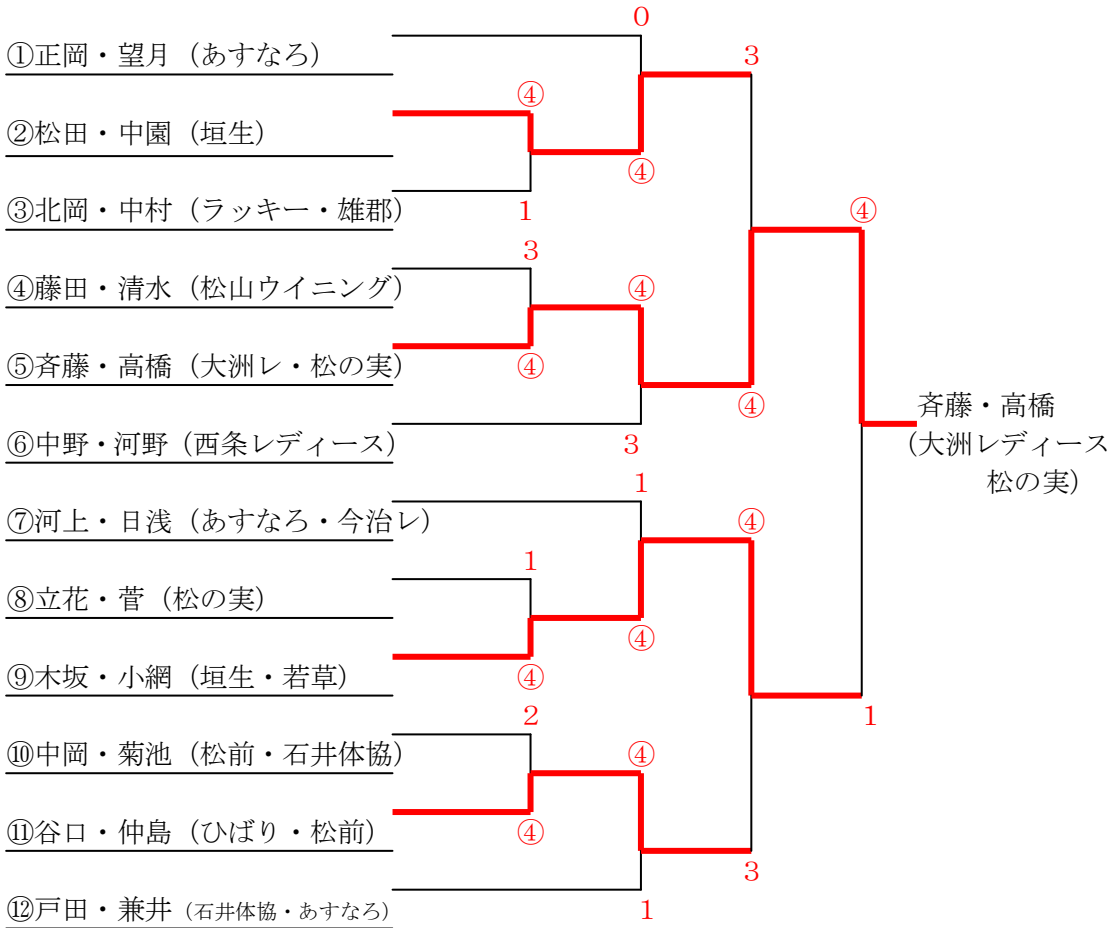 0
①正岡・望月（あすなろ）
3
④
②松田・中園（垣生）
④
③北岡・中村（ラッキー・雄郡）
1
④
3
④藤田・清水（松山ウイニング）
④
⑤斉藤・高橋（大洲レ・松の実）
④
④
斉藤・高橋
（大洲レディース
松の実）
⑥中野・河野（西条レディース）
3
1
⑦河上・日浅（あすなろ・今治レ）
④
1
⑧立花・菅（松の実）
④
⑨木坂・小網（垣生・若草）
④
2
1
⑩中岡・菊池（松前・石井体協）
④
⑪谷口・仲島（ひばり・松前）
④
3
⑫戸田・兼井（石井体協・あすなろ）
1